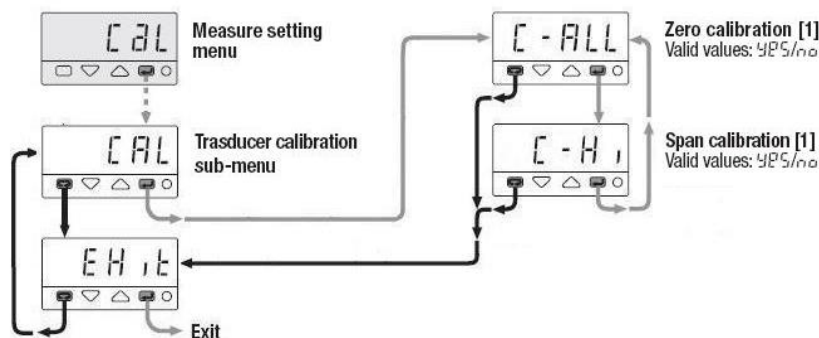 CAL
Measure setting
menu
CAL
Trasducer calibration
sub-menu
EHit
Exit
C-ALL
Zero calibration [1]
Valid values: YES/no
C-Hi
Span calibration [1]
Valid values: YES/no